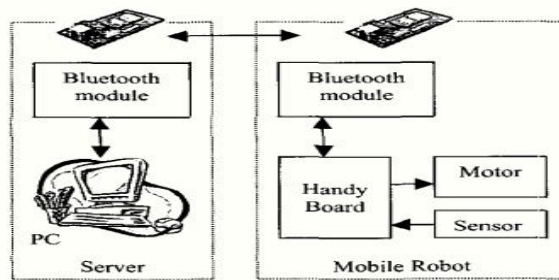 Bluetooth
module
PC
Server
Bluetooth
module
Handy
Board
Motor
Sensor
Mobile Robot